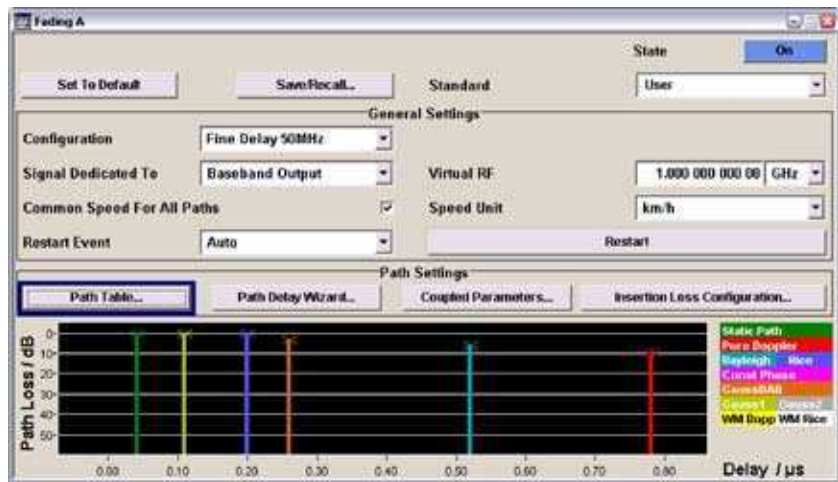 Fading A
State On
Set To Default Save/Recall... Standard User
General Settings
Configuration Fine Delay 50MHz
Signal Dedicated To Baseband Output Virtual RF 1.000 000 000 00 GHz
Common Speed For All Paths Speed Unit km/h
Restart Event Auto Restart
Path Settings
Path Table... Path Delay Wizard... Coupled Parameters... Insertion Loss Configuration...
Path Loss / dB
0
10
20
30
40
50
Static Path
Pure Doppler
Rayleigh Rice
Const Phase
GaussDAB
Gauss1 Gauss2
WM Dopp WM Rice
0.00 0.10 0.20 0.30 0.40 0.50 0.60 0.70 0.80 Delay / µs